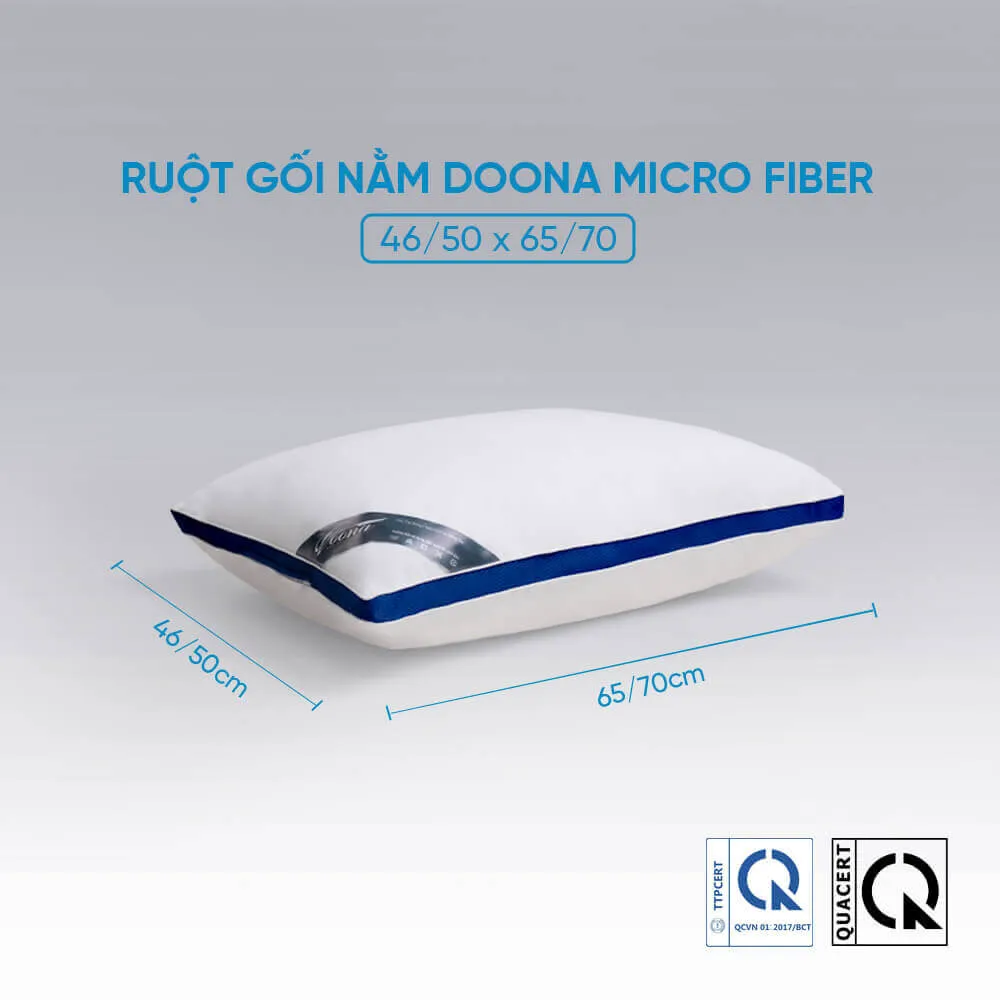 RUỘT GỐI NẰM DOONA MICRO FIBER
46/50 x 65/70
Doona
46/50cm
65/70cm
TTPCERT
QCVN 01: 2017/BCT
QUACERT